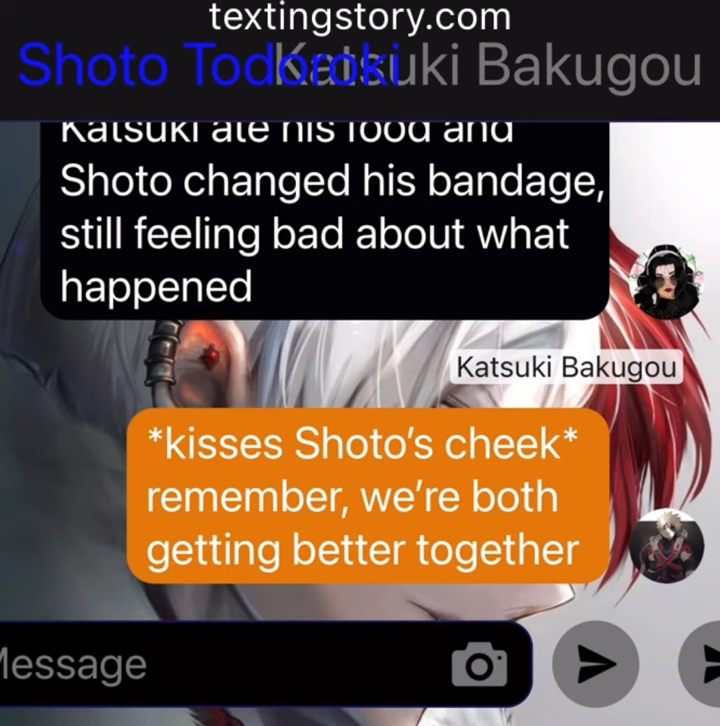 textingstory.com
Shoto Todoroki
Katsuki Bakugou
Katsuki ate his food and
Shoto changed his bandage,
still feeling bad about what
happened
Katsuki Bakugou
*kisses Shoto’s cheek*
remember, we’re both
getting better together
Message